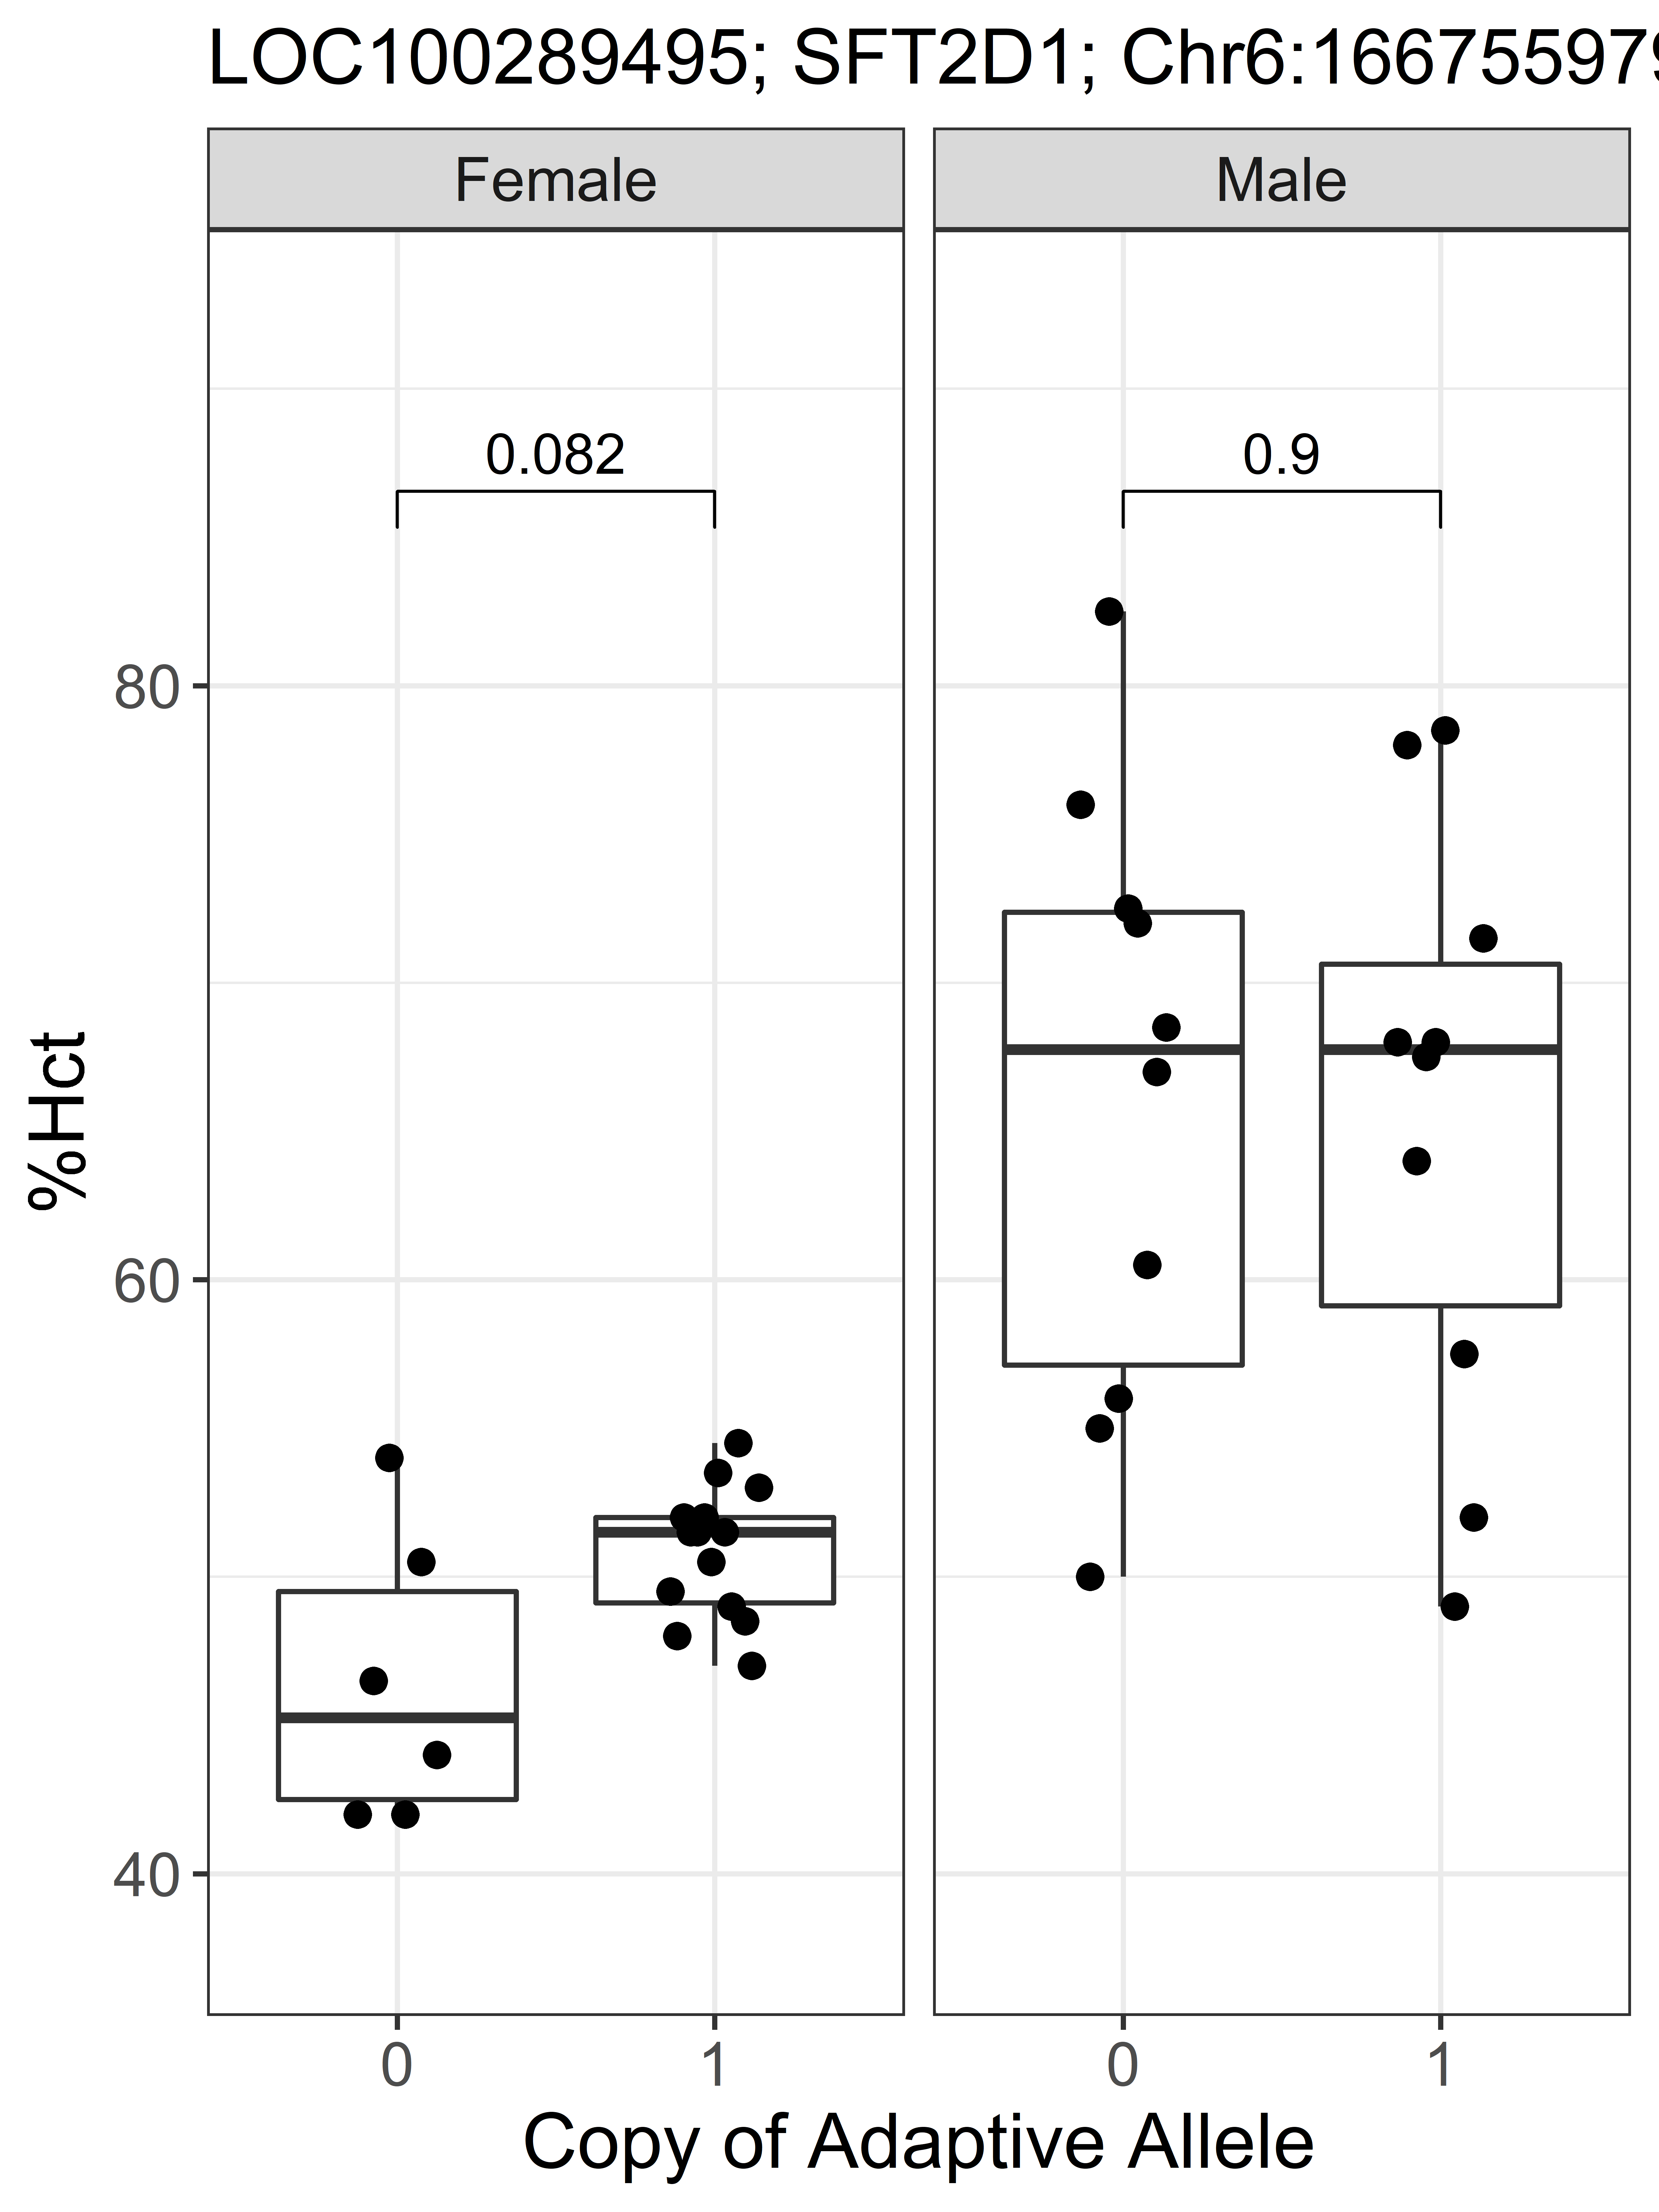 LOC100289495; SFT2D1; Chr6:166755979
Female Male
0.082 0.9
80
60
40
%Hct
0 1 0 1
Copy of Adaptive Allele